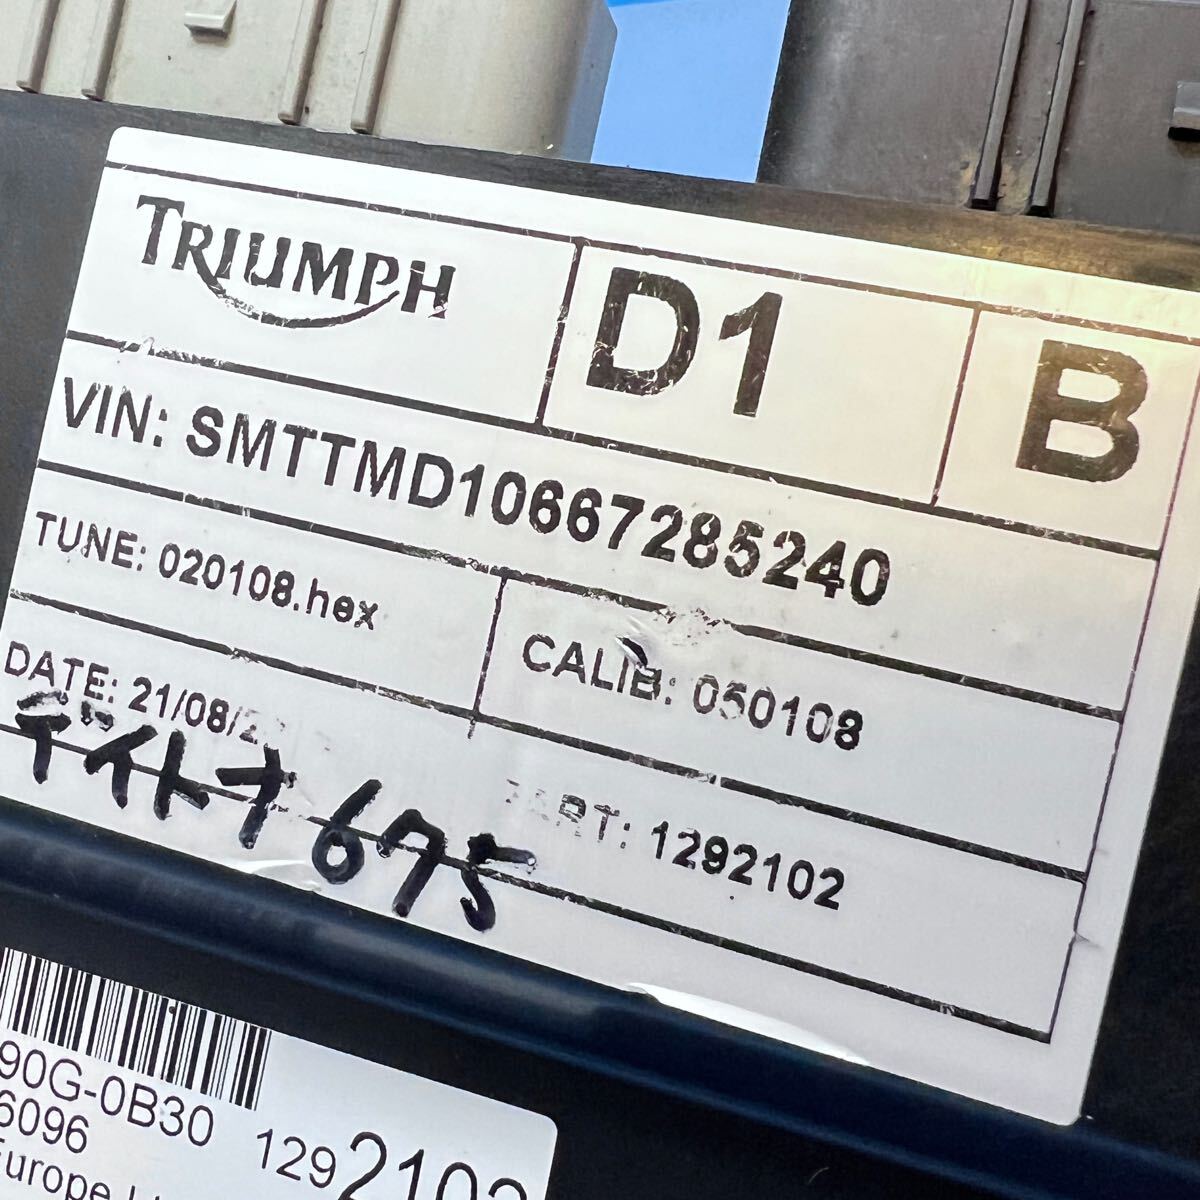 TRIUMPH
D1
B
VIN: SMTTMD10667285240
TUNE: 020108.hex
CALIB: 050108
DATE: 21/08/
PART: 1292102
デイトナ675
90G-0B30
6096
1292102
Europe